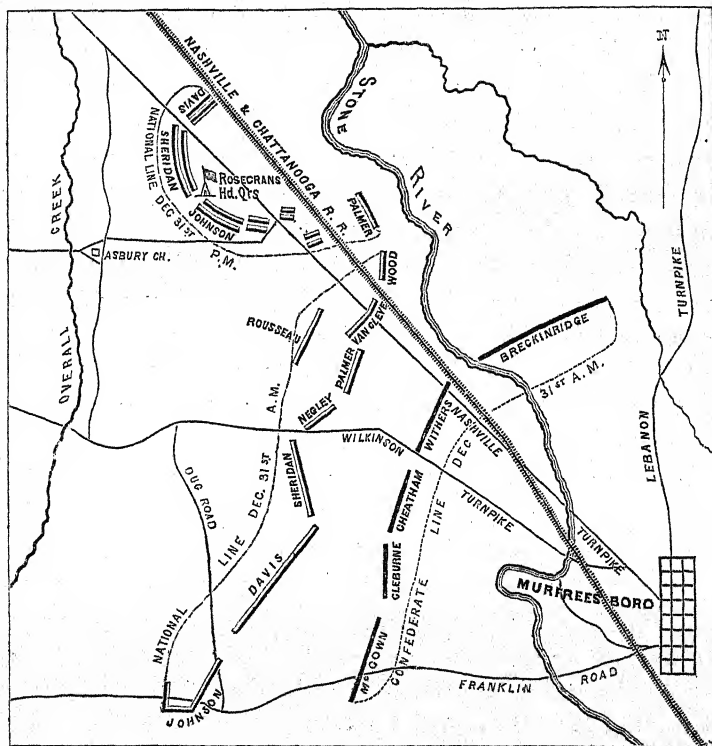 N
NASHVILLE & CHATTANOOGA R. R.
STONE RIVER
DAVIS
SHERIDAN
NATIONAL LINE DEC 31ST P.M.
ROSECRANS
Hd. Qrs
JOHNSON
PALMER
OVERALL CREEK
ASBURY CH.
WOOD
ROUSSEAU
VAN CLEVE
PALMER
NEGLEY
BRECKINRIDGE
LEBANON TURNPIKE
WITHERS
NASHVILLE TURNPIKE
WILKINSON TURNPIKE
SHERIDAN
CHEATHAM
DUG ROAD
DAVIS
CLEBURNE
NATIONAL LINE DEC. 31ST A.M.
CONFEDERATE LINE DEC 31ST A.M.
MURFREESBORO
McCOWN
FRANKLIN ROAD
JOHNSON